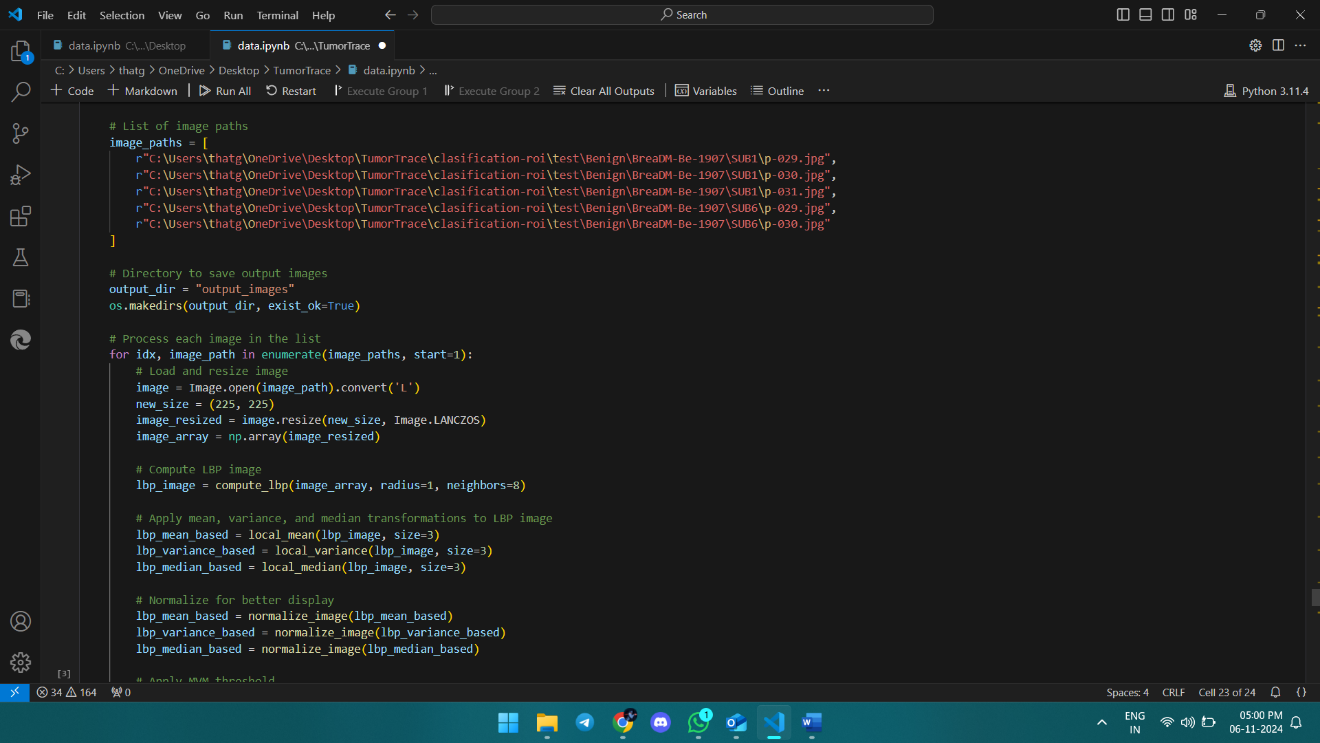 File Edit Selection View Go Run Terminal Help
Search
data.ipynb C:\...\Desktop
data.ipynb C:\...\TumorTrace
C: > Users > thatg > OneDrive > Desktop > TumorTrace > data.ipynb > ...
+ Code + Markdown Run All Restart Execute Group 1 Execute Group 2 Clear All Outputs Variables Outline ...
Python 3.11.4
# List of image paths
image_paths = [
r"C:\Users\thatg\OneDrive\Desktop\TumorTrace\clasification-roi\test\Benign\BreaDM-Be-1907\SUB1\p-029.jpg",
r"C:\Users\thatg\OneDrive\Desktop\TumorTrace\clasification-roi\test\Benign\BreaDM-Be-1907\SUB1\p-030.jpg",
r"C:\Users\thatg\OneDrive\Desktop\TumorTrace\clasification-roi\test\Benign\BreaDM-Be-1907\SUB1\p-031.jpg",
r"C:\Users\thatg\OneDrive\Desktop\TumorTrace\clasification-roi\test\Benign\BreaDM-Be-1907\SUB6\p-029.jpg",
r"C:\Users\thatg\OneDrive\Desktop\TumorTrace\clasification-roi\test\Benign\BreaDM-Be-1907\SUB6\p-030.jpg"
]
# Directory to save output images
output_dir = "output_images"
os.makedirs(output_dir, exist_ok=True)
# Process each image in the list
for idx, image_path in enumerate(image_paths, start=1):
# Load and resize image
image = Image.open(image_path).convert('L')
new_size = (225, 225)
image_resized = image.resize(new_size, Image.LANCZOS)
image_array = np.array(image_resized)
# Compute LBP image
lbp_image = compute_lbp(image_array, radius=1, neighbors=8)
# Apply mean, variance, and median transformations to LBP image
lbp_mean_based = local_mean(lbp_image, size=3)
lbp_variance_based = local_variance(lbp_image, size=3)
lbp_median_based = local_median(lbp_image, size=3)
# Normalize for better display
lbp_mean_based = normalize_image(lbp_mean_based)
lbp_variance_based = normalize_image(lbp_variance_based)
lbp_median_based = normalize_image(lbp_median_based)
[3]
# Apply MVM threshold
34 164 0
Spaces: 4 CRLF Cell 23 of 24
1
1
ENG
IN
05:00 PM
06-11-2024